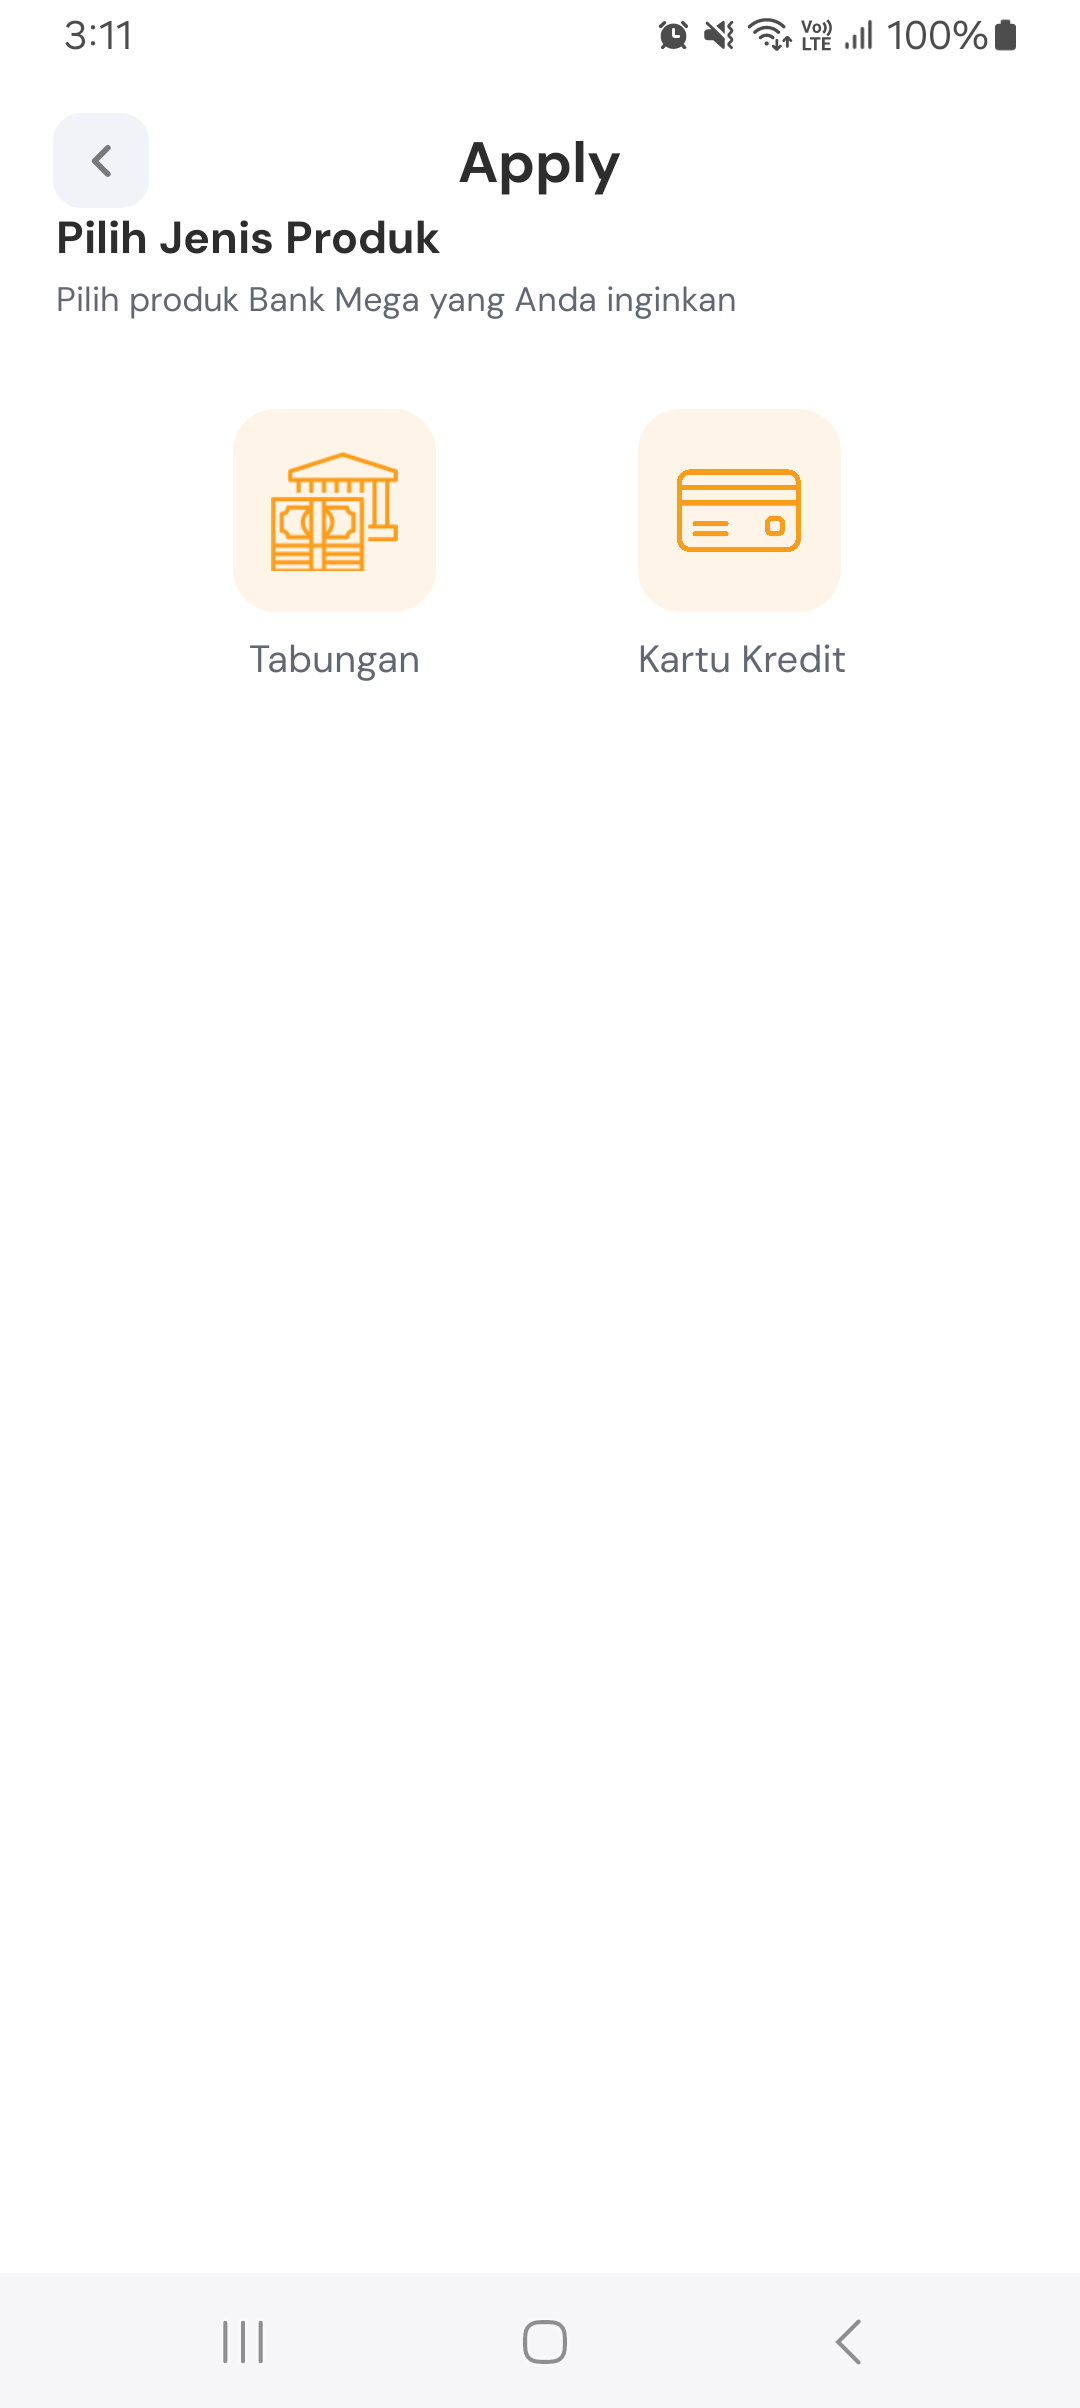 3:11
Vo)) LTE 100%
Apply
Pilih Jenis Produk
Pilih produk Bank Mega yang Anda inginkan
Tabungan
Kartu Kredit